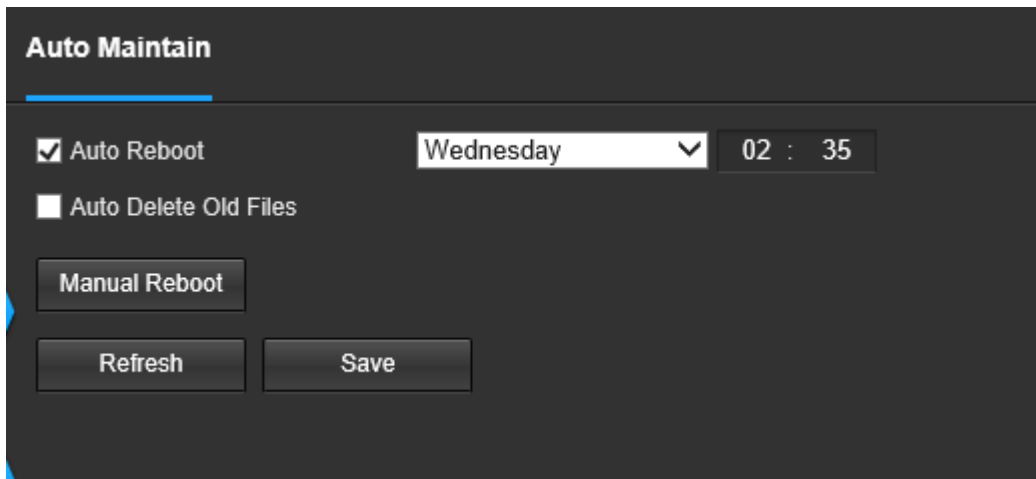 Auto Maintain
Auto Reboot Wednesday 02 : 35
Auto Delete Old Files
Manual Reboot
Refresh Save